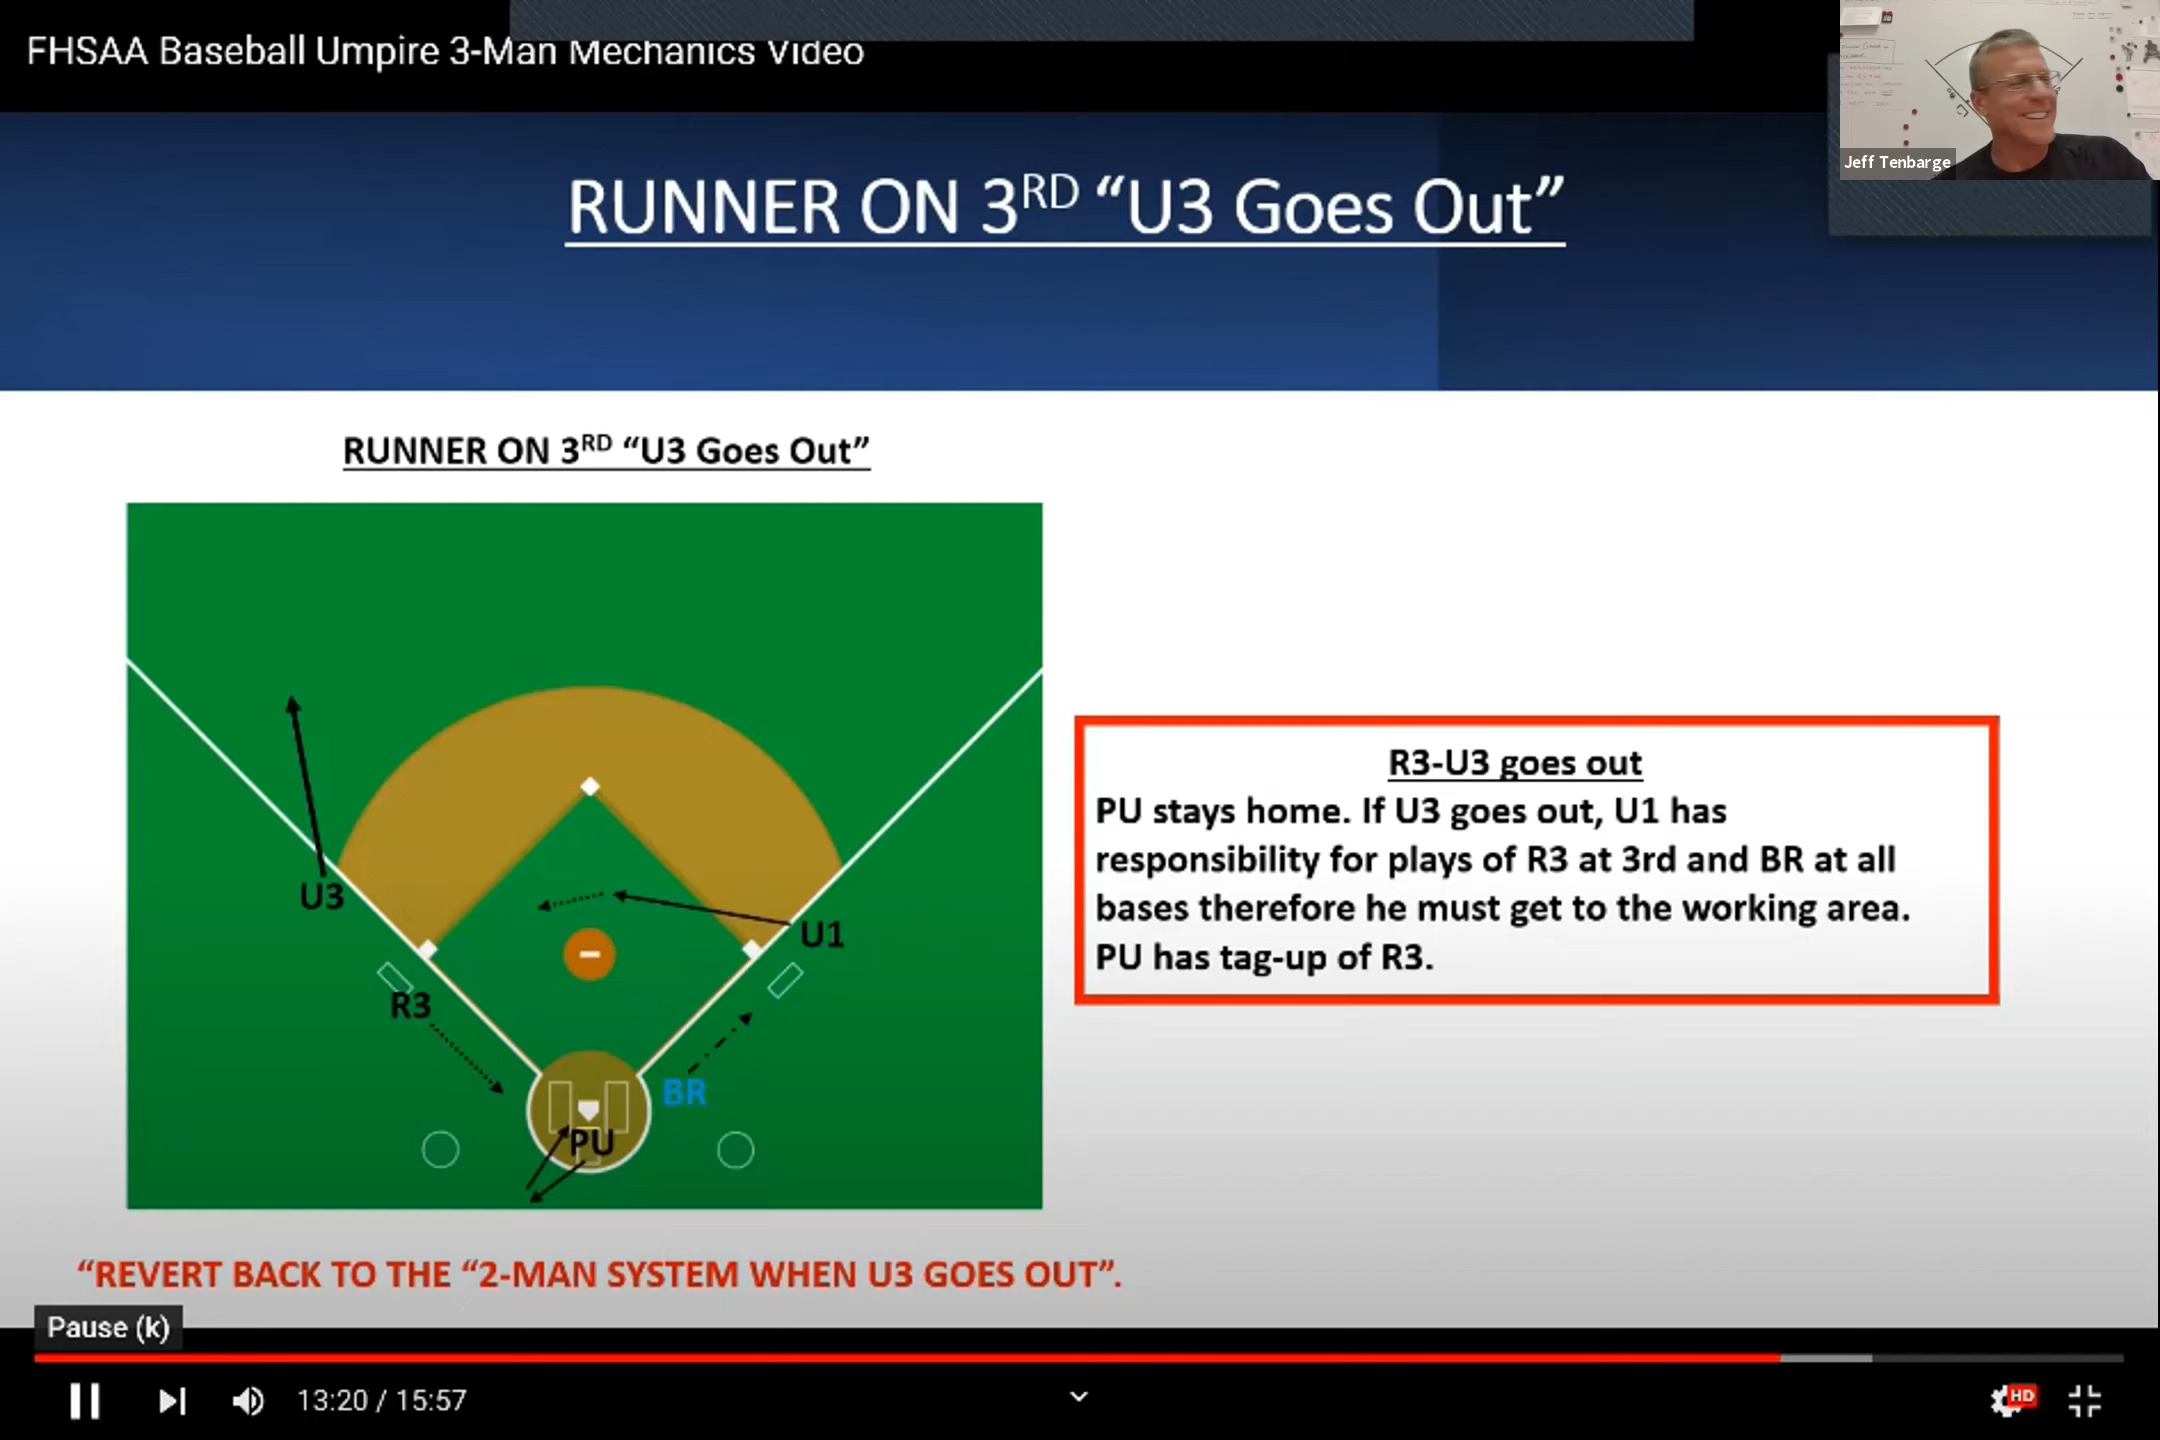 FHSAA Baseball Umpire 3-Man Mechanics Video
Jeff Tenbarge
RUNNER ON 3RD “U3 Goes Out”
RUNNER ON 3RD “U3 Goes Out”
U3
U1
R3
BR
PU
R3-U3 goes out
PU stays home. If U3 goes out, U1 has
responsibility for plays of R3 at 3rd and BR at all
bases therefore he must get to the working area.
PU has tag-up of R3.
“REVERT BACK TO THE “2-MAN SYSTEM WHEN U3 GOES OUT”.
Pause (k)
13:20 / 15:57
HD